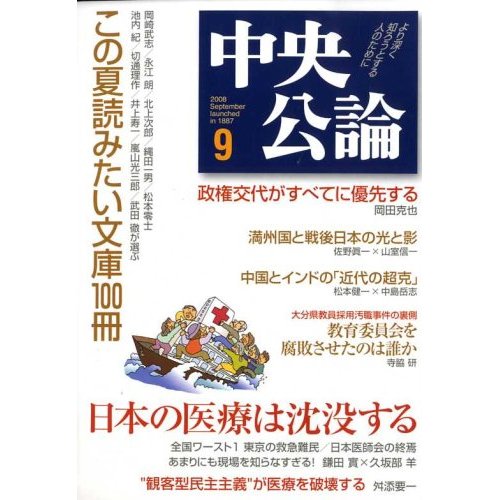 より深く
知ろうとする
人のために
中央
公論
2008
September
launched
in 1887
9
岡崎武志／永江 朗／北上次郎／縄田一男／松本零士
池内 紀／切通理作／井上寿一／嵐山光三郎／武田 徹が選ぶ
この夏読みたい文庫100冊
政権交代がすべてに優先する
岡田克也
満州国と戦後日本の光と影
佐野眞一×山室信一
中国とインドの「近代の超克」
松本健一×中島岳志
大分県教員採用汚職事件の裏側
教育委員会を
腐敗させたのは誰か
寺脇 研
日本の医療は沈没する
全国ワースト1 東京の救急難民／日本医師会の終焉
あまりにも現場を知らなすぎる! 鎌田 實×久坂部 羊
"観客型民主主義"が医療を破壊する 舛添要一